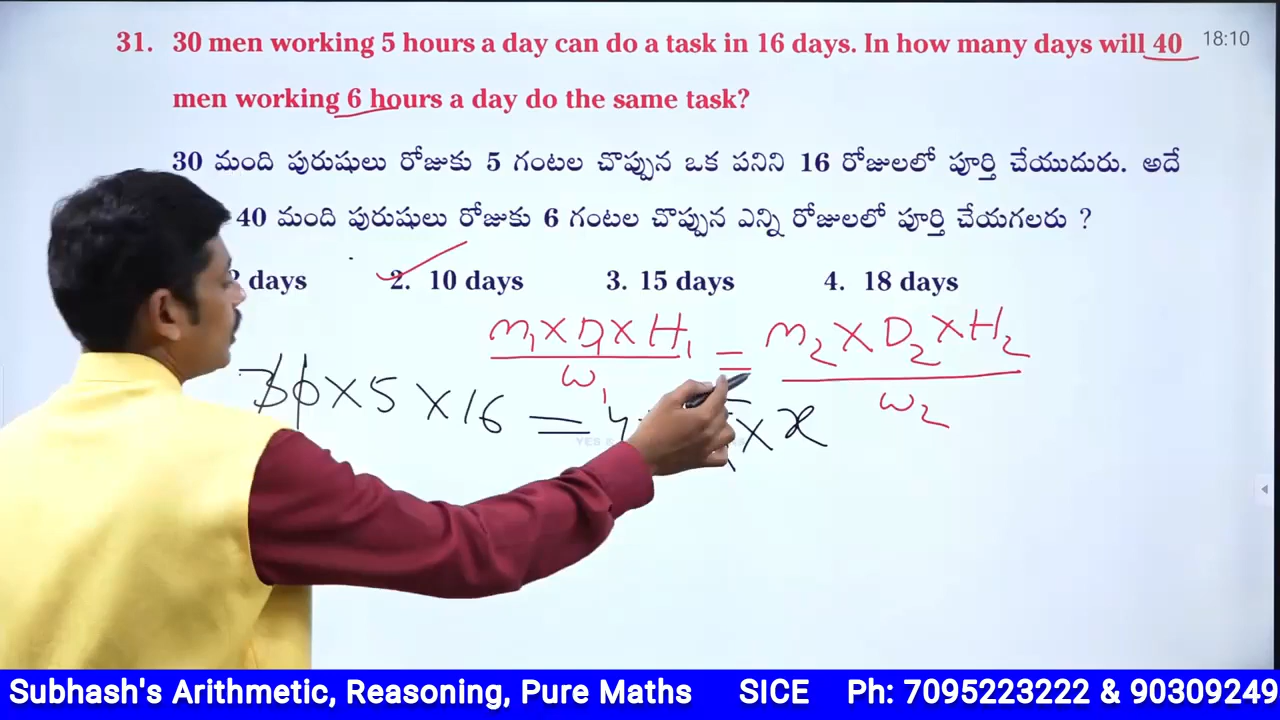 31. 30 men working 5 hours a day can do a task in 16 days. In how many days will 40
18:10
men working 6 hours a day do the same task?
30 మంది పురుషులు రోజుకు 5 గంటల చొప్పున ఒక పనిని 16 రోజులలో పూర్తి చేయుదురు. అదే
40 మంది పురుషులు రోజుకు 6 గంటల చొప్పున ఎన్ని రోజులలో పూర్తి చేయగలరు ?
days 2. 10 days 3. 15 days 4. 18 days
M₁ × D₁ × H₁ = M₂ × D₂ × H₂
W₁ W₂
30 × 5 × 16 = 4 × x
Subhash's Arithmetic, Reasoning, Pure Maths SICE Ph: 7095223222 & 90309249